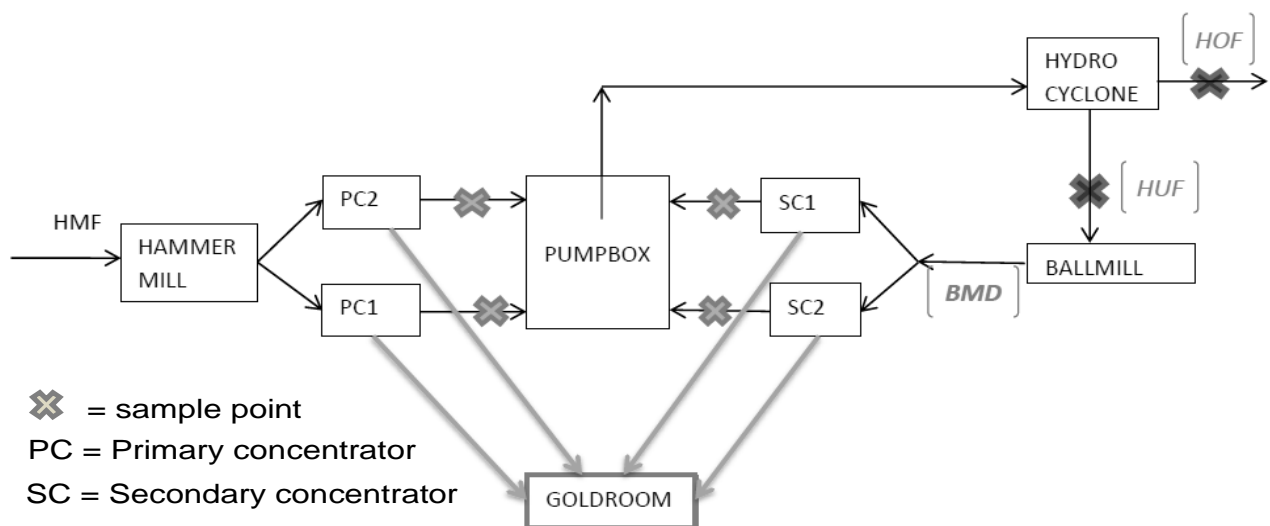 [HOF]
HYDRO
CYCLONE
PC2
SC1
[HUF]
HMF
HAMMER
MILL
PUMPBOX
BALLMILL
[BMD]
PC1
SC2
= sample point
PC = Primary concentrator
SC = Secondary concentrator
GOLDROOM